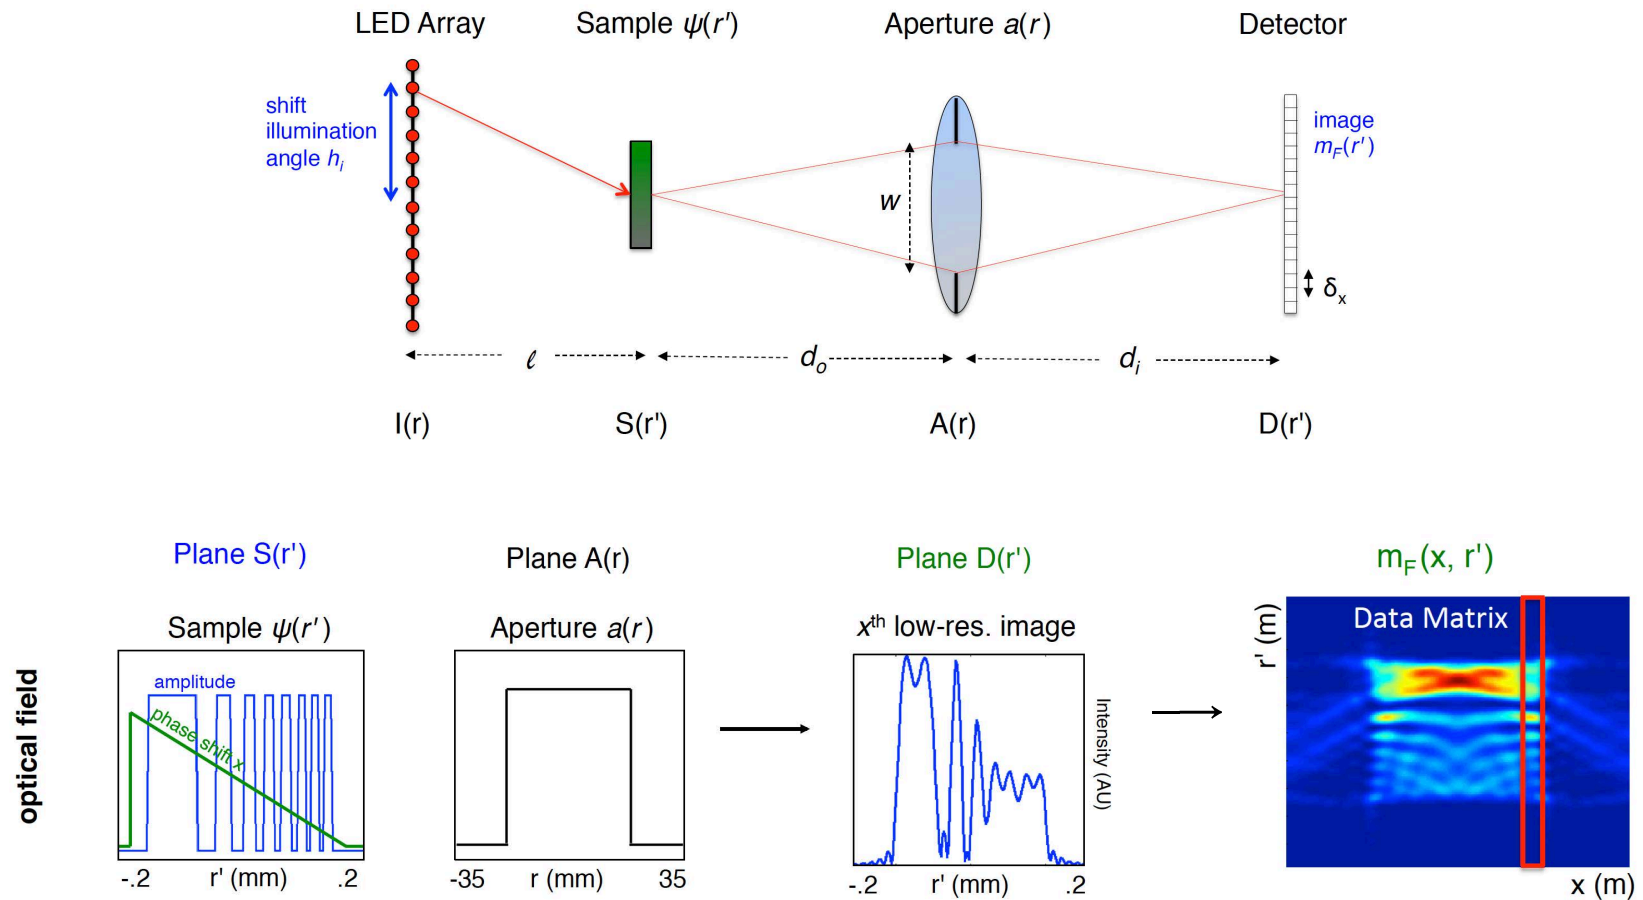 LED Array
Sample ψ(r')
Aperture a(r)
Detector
shift
illumination
angle hᵢ
image
m_F(r')
w
δₓ
ℓ
dₒ
dᵢ
I(r)
S(r')
A(r)
D(r')
Plane S(r')
Plane A(r)
Plane D(r')
m_F(x, r')
Sample ψ(r')
Aperture a(r)
xᵗʰ low-res. image
Data Matrix
optical field
amplitude
phase shift x
Intensity (AU)
r' (m)
-.2
r' (mm)
.2
-35
r (mm)
35
-.2
r' (mm)
.2
x (m)